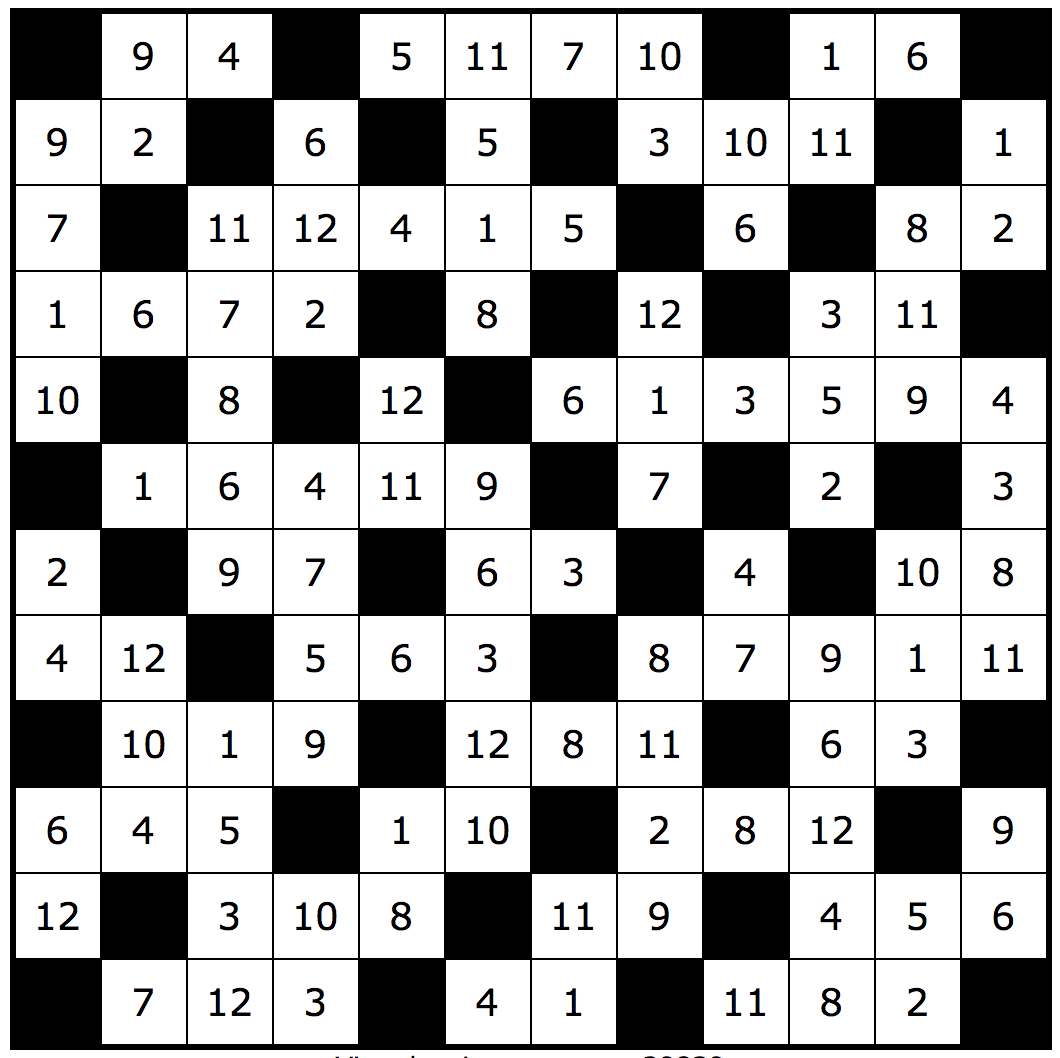 9 4 5 11 7 10 1 6
9 2 6 5 3 10 11 1
7 11 12 4 1 5 6 8 2
1 6 7 2 8 12 3 11
10 8 12 6 1 3 5 9 4
1 6 4 11 9 7 2 3
2 9 7 6 3 4 10 8
4 12 5 6 3 8 7 9 1 11
10 1 9 12 8 11 6 3
6 4 5 1 10 2 8 12 9
12 3 10 8 11 9 4 5 6
7 12 3 4 1 11 8 2